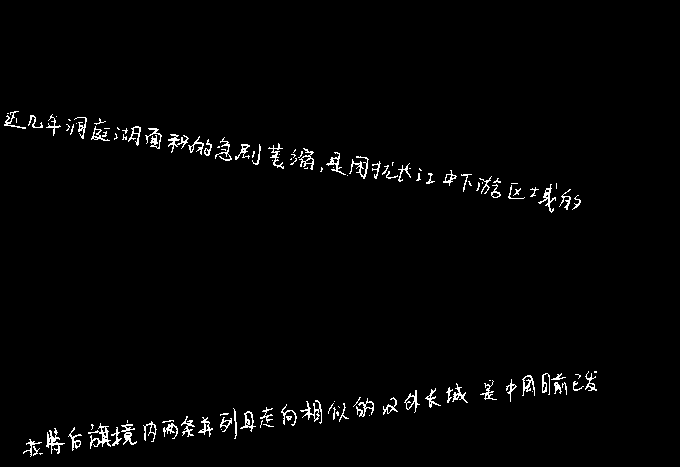 近几年洞庭湖面积的急剧萎缩,是困扰长江中下游区域的
拉特后旗境内两条并列且走向相似的汉外长城 是中国目前已发